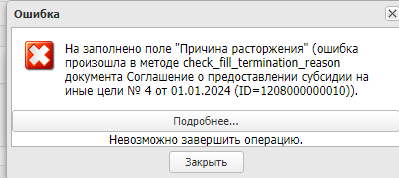 Ошибка
На заполнено поле "Причина расторжения" (ошибка
произошла в методе check_fill_termination_reason
документа Соглашение о предоставлении субсидии на
иные цели № 4 от 01.01.2024 (ID=1208000000010)).
Подробнее...
Невозможно завершить операцию.
Закрыть